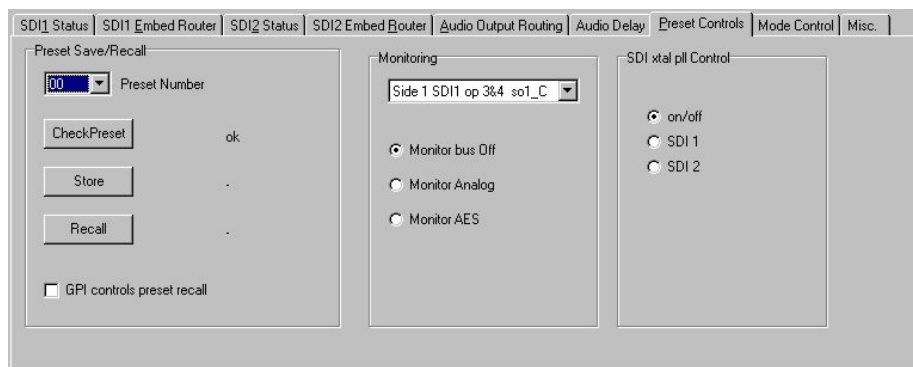 SDI1 Status SDI1 Embed Router SDI2 Status SDI2 Embed Router Audio Output Routing Audio Delay Preset Controls Mode Control Misc.
Preset Save/Recall
00 Preset Number
CheckPreset ok
Store -
Recall -
GPI controls preset recall
Monitoring
Side 1 SDI1 op 3&4 so1_C
Monitor bus Off
Monitor Analog
Monitor AES
SDI xtal pll Control
on/off
SDI 1
SDI 2